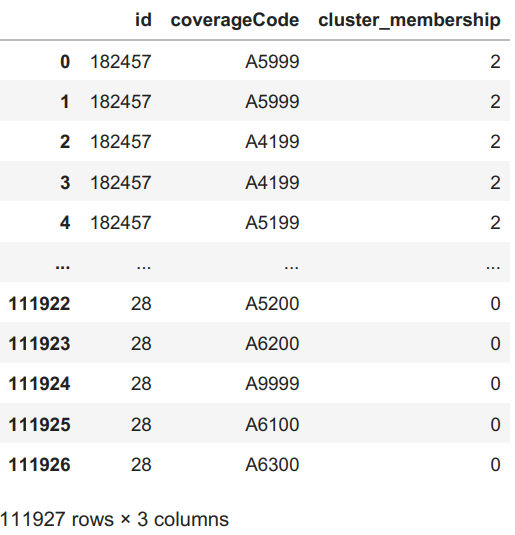 id coverageCode cluster_membership
0 182457 A5999 2
1 182457 A5999 2
2 182457 A4199 2
3 182457 A4199 2
4 182457 A5199 2
... ... ... ...
111922 28 A5200 0
111923 28 A6200 0
111924 28 A9999 0
111925 28 A6100 0
111926 28 A6300 0
111927 rows × 3 columns